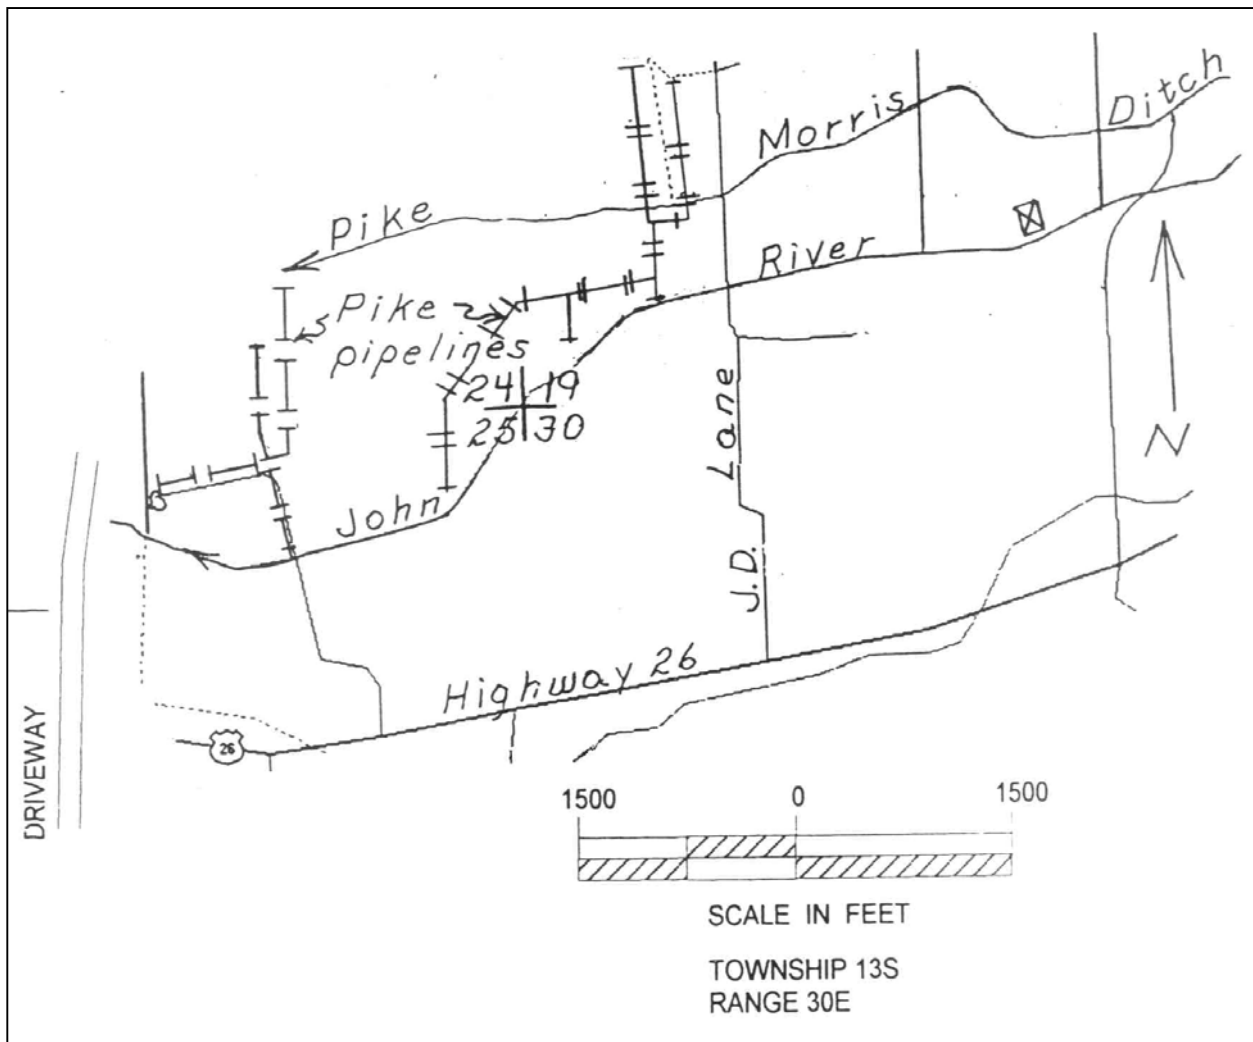 Ditch
Morris
Pike
River
Pike
pipelines
24 19
25 30
Lane
N
John
J.D.
Highway 26
26
DRIVEWAY
1500 0 1500
SCALE IN FEET
TOWNSHIP 13S
RANGE 30E